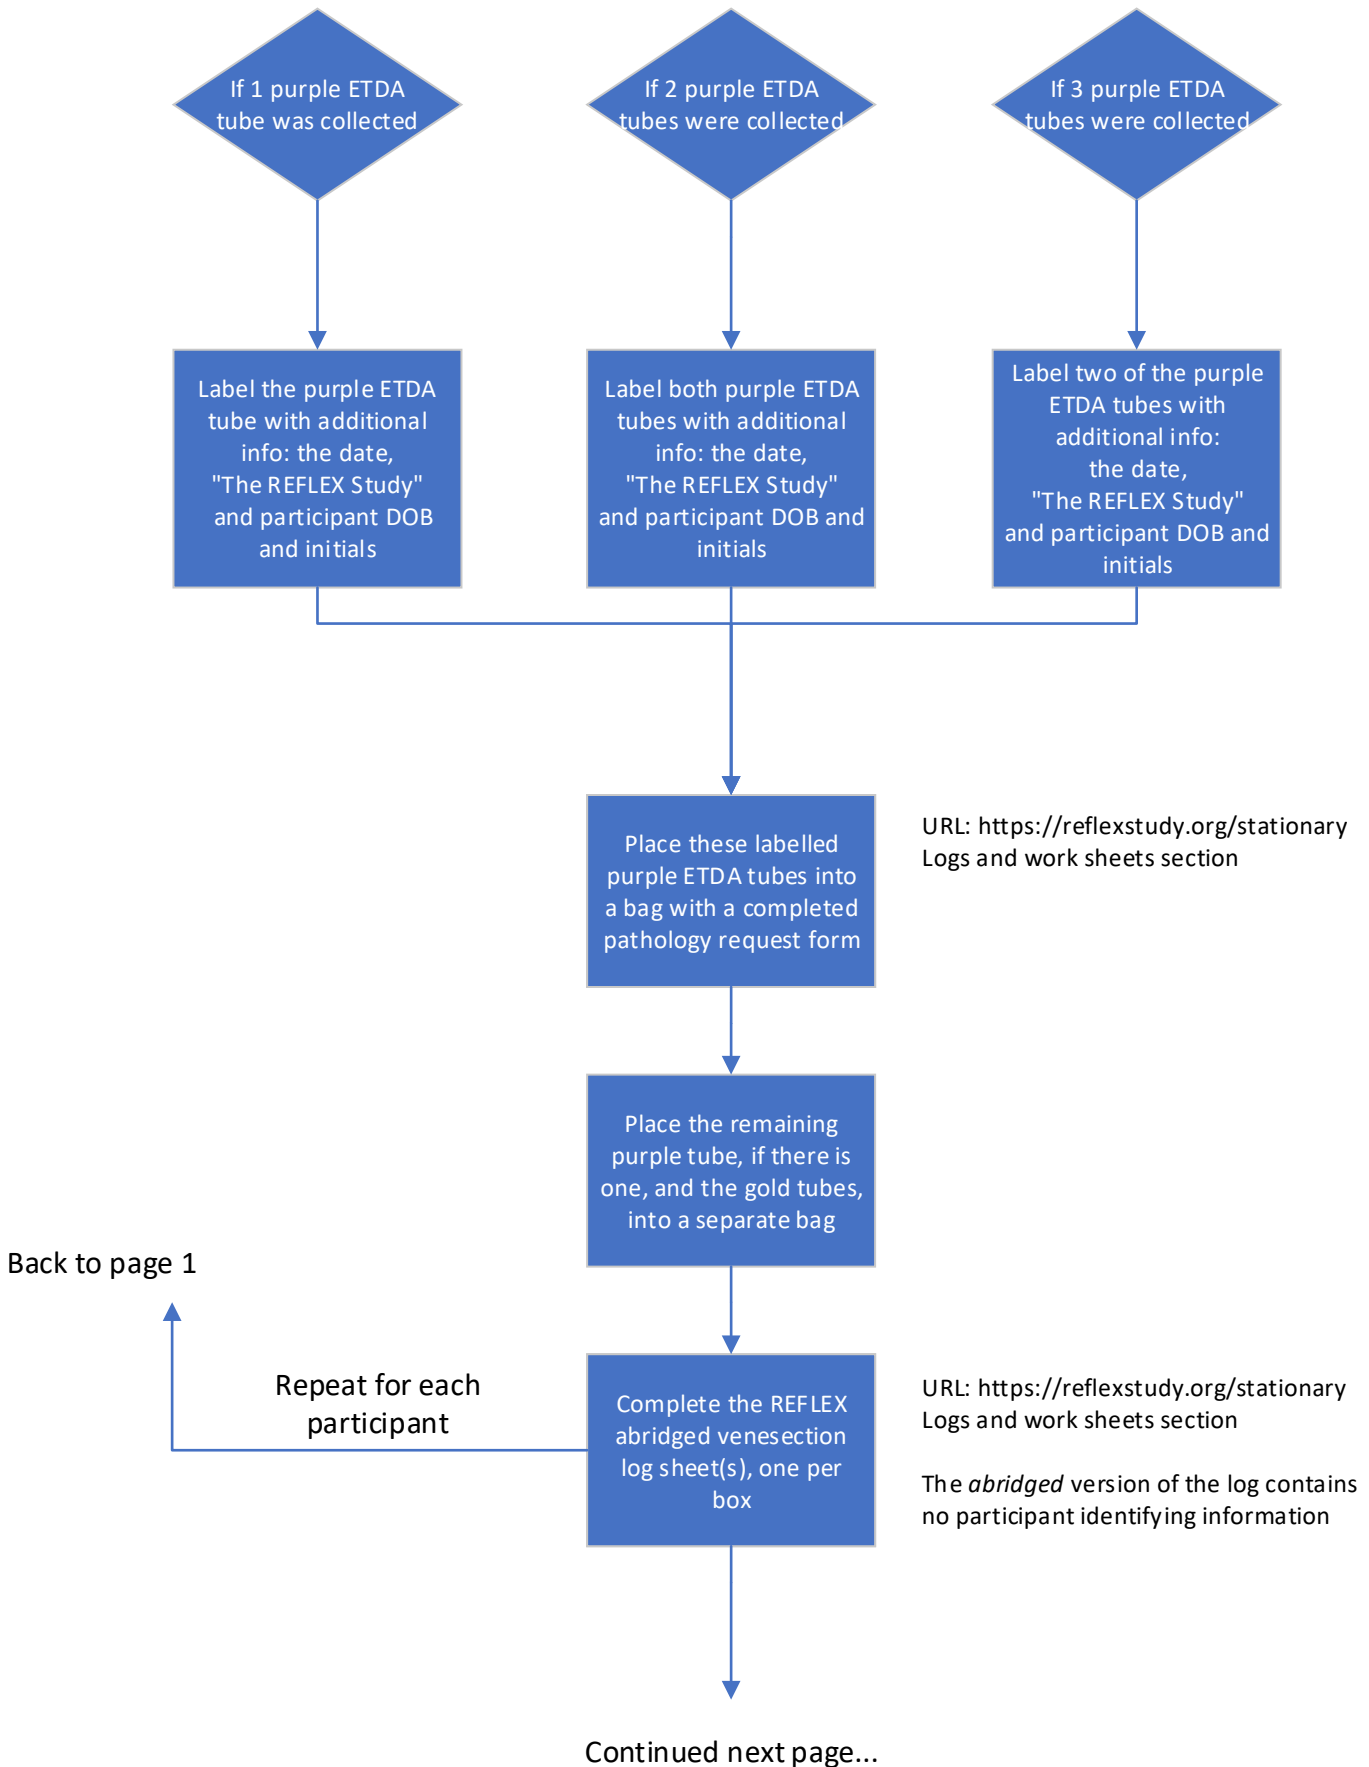 If 1 purple ETDA
tube was collected
If 2 purple ETDA
tubes were collected
If 3 purple ETDA
tubes were collected
Label the purple ETDA
tube with additional
info: the date,
"The REFLEX Study"
and participant DOB
and initials
Label both purple ETDA
tubes with additional
info: the date,
"The REFLEX Study"
and participant DOB and
initials
Label two of the purple
ETDA tubes with
additional info:
the date,
"The REFLEX Study"
and participant DOB and
initials
Place these labelled
purple ETDA tubes into
a bag with a completed
pathology request form
URL: https://reflexstudy.org/stationary
Logs and work sheets section
Place the remaining
purple tube, if there is
one, and the gold tubes,
into a separate bag
Back to page 1
Repeat for each
participant
Complete the REFLEX
abridged venesection
log sheet(s), one per
box
URL: https://reflexstudy.org/stationary
Logs and work sheets section
The abridged version of the log contains
no participant identifying information
Continued next page...